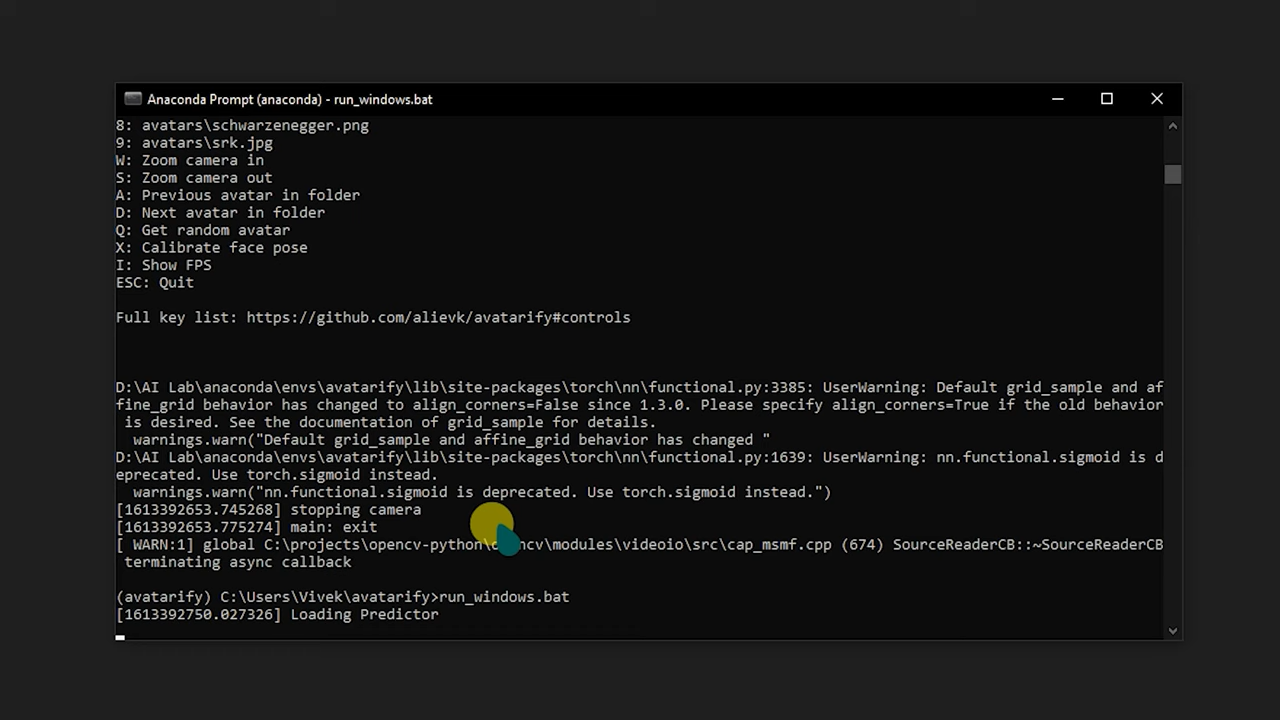 Anaconda Prompt (anaconda) - run_windows.bat
8: avatars\schwarzenegger.png
9: avatars\srk.jpg
W: Zoom camera in
S: Zoom camera out
A: Previous avatar in folder
D: Next avatar in folder
Q: Get random avatar
X: Calibrate face pose
I: Show FPS
ESC: Quit
Full key list: https://github.com/alievk/avatarify#controls
D:\AI Lab\anaconda\envs\avatarify\lib\site-packages\torch\nn\functional.py:3385: UserWarning: Default grid_sample and af
fine_grid behavior has changed to align_corners=False since 1.3.0. Please specify align_corners=True if the old behavior
is desired. See the documentation of grid_sample for details.
warnings.warn("Default grid_sample and affine_grid behavior has changed "
D:\AI Lab\anaconda\envs\avatarify\lib\site-packages\torch\nn\functional.py:1639: UserWarning: nn.functional.sigmoid is d
eprecated. Use torch.sigmoid instead.
warnings.warn("nn.functional.sigmoid is deprecated. Use torch.sigmoid instead.")
[1613392653.745268] stopping camera
[1613392653.775274] main: exit
[ WARN:1] global C:\projects\opencv-python\opencv\modules\videoio\src\cap_msmf.cpp (674) SourceReaderCB::~SourceReaderCB
terminating async callback
(avatarify) C:\Users\Vivek\avatarify>run_windows.bat
[1613392750.027326] Loading Predictor